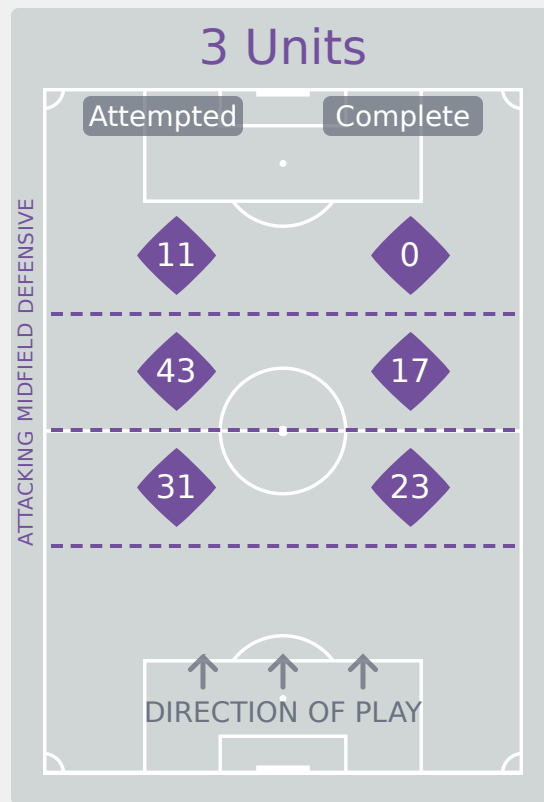 3 Units
Attempted Complete
ATTACKING MIDFIELD DEFENSIVE
11 0
43 17
31 23
DIRECTION OF PLAY